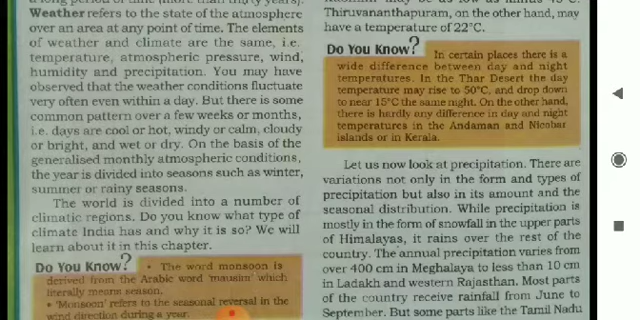 Weather refers to the state of the atmosphere
over an area at any point of time. The elements
of weather and climate are the same, i.e.
temperature, atmospheric pressure, wind,
humidity and precipitation. You may have
observed that the weather conditions fluctuate
very often even within a day. But there is some
common pattern over a few weeks or months,
i.e. days are cool or hot, windy or calm, cloudy
or bright, and wet or dry. On the basis of the
generalised monthly atmospheric conditions,
the year is divided into seasons such as winter,
summer or rainy seasons.
The world is divided into a number of
climatic regions. Do you know what type of
climate India has and why it is so? We will
learn about it in this chapter.
Do You Know?
• The word monsoon is
derived from the Arabic word 'mausim' which
literally means season.
• 'Monsoon' refers to the seasonal reversal in the
wind direction during a year.
Thiruvananthapuram, on the other hand, may
have a temperature of 22°C.
Do You Know?
In certain places there is a
wide difference between day and night
temperatures. In the Thar Desert the day
temperature may rise to 50°C, and drop down
to near 15°C the same night. On the other hand,
there is hardly any difference in day and night
temperatures in the Andaman and Nicobar
islands or in Kerala.
Let us now look at precipitation. There are
variations not only in the form and types of
precipitation but also in its amount and the
seasonal distribution. While precipitation is
mostly in the form of snowfall in the upper parts
of Himalayas, it rains over the rest of the
country. The annual precipitation varies from
over 400 cm in Meghalaya to less than 10 cm
in Ladakh and western Rajasthan. Most parts
of the country receive rainfall from June to
September. But some parts like the Tamil Nadu